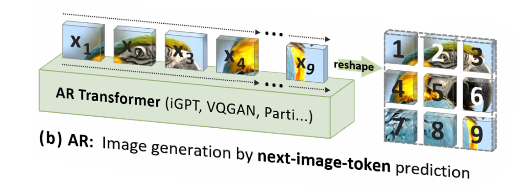 x1 x2 x3 x4 ... x9
...
reshape
AR Transformer (iGPT, VQGAN, Parti...)
1 2 3
4 5 6
7 8 9
(b) AR: Image generation by next-image-token prediction